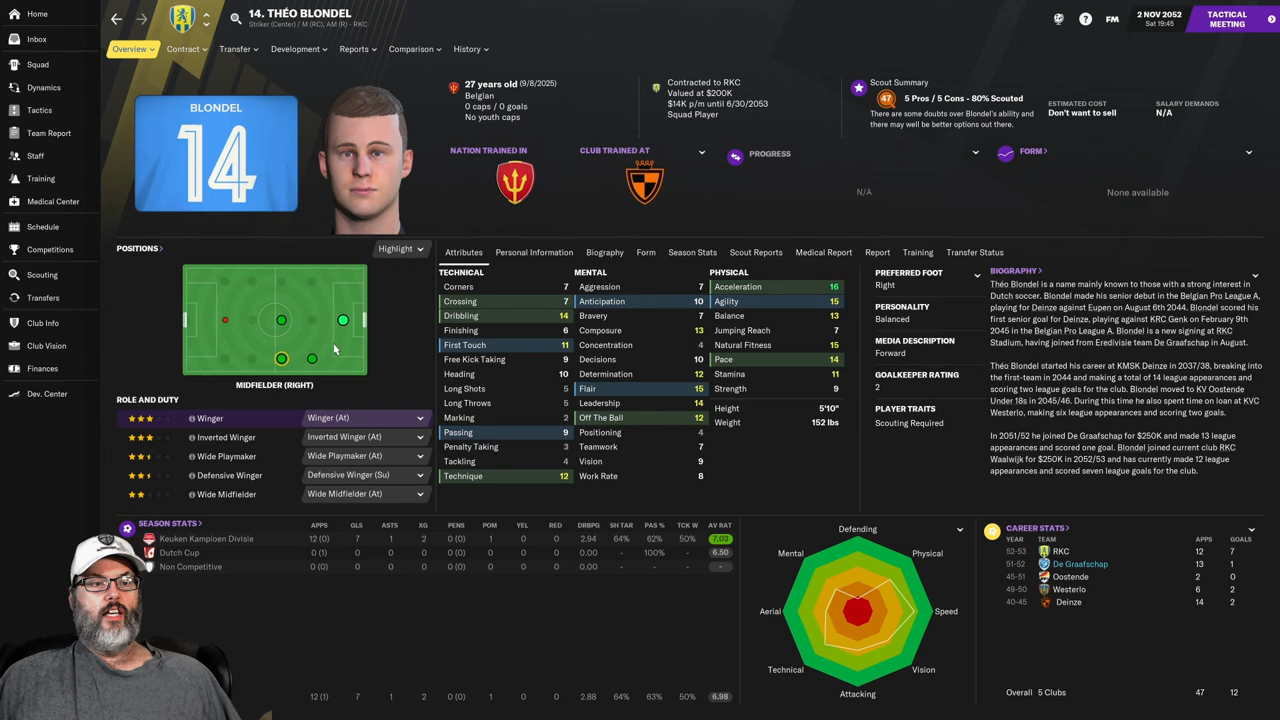 14. THÉO BLONDEL
Striker (Center) / M (RC), AM (R) - RKC
FM
2 NOV 2052
Sat 19:45
TACTICAL
MEETING
Home
Inbox
Squad
Dynamics
Tactics
Team Report
Staff
Training
Medical Center
Schedule
Competitions
Scouting
Transfers
Club Info
Club Vision
Finances
Dev. Center
Overview
Contract
Transfer
Development
Reports
Comparison
History
BLONDEL
14
27 years old (9/8/2025)
Belgian
0 caps / 0 goals
No youth caps
Contracted to RKC
Valued at $200K
$14K p/m until 6/30/2053
Squad Player
Scout Summary
47
5 Pros / 5 Cons - 80% Scouted
There are some doubts over Blondel's ability and
there may well be better options out there.
ESTIMATED COST
Don't want to sell
SALARY DEMANDS
N/A
NATION TRAINED IN
CLUB TRAINED AT
PROGRESS
N/A
FORM
None available
POSITIONS
Highlight
MIDFIELDER (RIGHT)
ROLE AND DUTY
Winger Winger (At)
Inverted Winger Inverted Winger (At)
Wide Playmaker Wide Playmaker (At)
Defensive Winger Defensive Winger (Su)
Wide Midfielder Wide Midfielder (At)
Attributes
Personal Information
Biography
Form
Season Stats
Scout Reports
Medical Report
Report
Training
Transfer Status
TECHNICAL
Corners 7
Crossing 7
Dribbling 14
Finishing 6
First Touch 11
Free Kick Taking 9
Heading 10
Long Shots 5
Long Throws 5
Marking 2
Passing 9
Penalty Taking 3
Tackling 4
Technique 12
MENTAL
Aggression 7
Anticipation 10
Bravery 7
Composure 13
Concentration 4
Decisions 10
Determination 12
Flair 15
Leadership 14
Off The Ball 12
Positioning 4
Teamwork 7
Vision 9
Work Rate 8
PHYSICAL
Acceleration 16
Agility 15
Balance 13
Jumping Reach 7
Natural Fitness 15
Pace 14
Stamina 11
Strength 9
Height 5'10"
Weight 152 lbs
PREFERRED FOOT
Right
PERSONALITY
Balanced
MEDIA DESCRIPTION
Forward
GOALKEEPER RATING
2
PLAYER TRAITS
Scouting Required
BIOGRAPHY
Théo Blondel is a name mainly known to those with a strong interest in
Dutch soccer. Blondel made his senior debut in the Belgian Pro League A,
playing for Deinze against Eupen on August 6th 2044. Blondel scored his
first senior goal for Deinze, playing against KRC Genk on February 9th
2045 in the Belgian Pro League A. Blondel is a new signing at RKC
Stadium, having joined from Eredivisie team De Graafschap in August.
Théo Blondel started his career at KMSK Deinze in 2037/38, breaking into
the first-team in 2044 and making a total of 14 league appearances and
scoring two goals for the club. Blondel moved to KV Oostende
Under 18s in 2045/46. During this time he also spent time on loan at KVC
Westerlo, making six league appearances and scoring two goals.
In 2051/52 he joined De Graafschap for $250K and made 13 league
appearances and scored one goal. Blondel joined current club RKC
Waalwijk for $250K in 2052/53 and has currently made 12 league
appearances and scored seven league goals for the club.
SEASON STATS
APPS GLS ASTS XG PENS POM YEL RED DRBPG SH TAR PAS % TCK W AV RAT
Keuken Kampioen Divisie 12 (0) 7 1 2 0 (0) 1 0 0 2.94 64% 62% 50% 7.03
Dutch Cup 0 (1) 0 0 0 0 (0) 0 0 0 0.00 - 100% - 6.50
Non Competitive 0 (0) 0 0 0 0 (0) 0 0 0 0.00 - - - -
12 (1) 7 1 2 0 (0) 1 0 0 2.88 64% 63% 50% 6.98
Defending
Physical
Speed
Vision
Attacking
Technical
Aerial
Mental
CAREER STATS
YEAR TEAM APPS GOALS
52-53 RKC 12 7
51-52 De Graafschap 13 1
45-51 Oostende 2 0
49-50 Westerlo 6 2
40-45 Deinze 14 2
Overall 5 Clubs 47 12